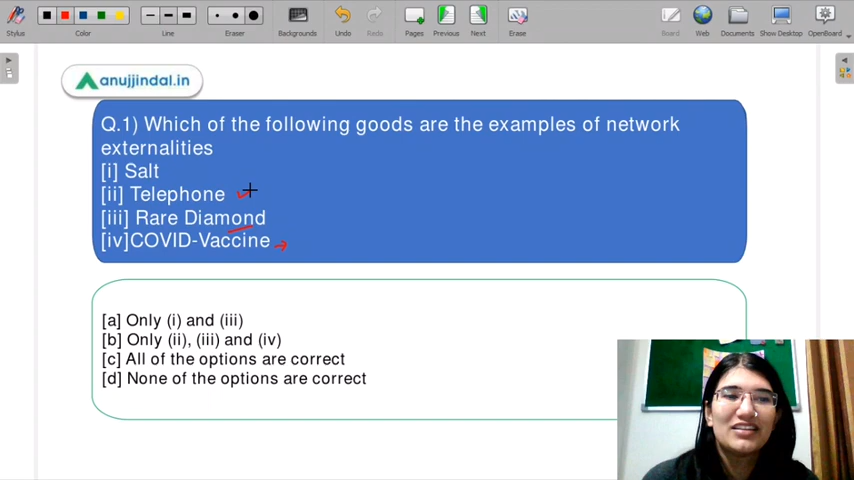 Stylus
Color
Line
Eraser
Backgrounds
Undo
Redo
Pages
Previous
Next
Erase
Board
Web
Documents
Show Desktop
OpenBoard
anujjindal.in
Q.1) Which of the following goods are the examples of network
externalities
[i] Salt
[ii] Telephone
[iii] Rare Diamond
[iv]COVID-Vaccine
[a] Only (i) and (iii)
[b] Only (ii), (iii) and (iv)
[c] All of the options are correct
[d] None of the options are correct